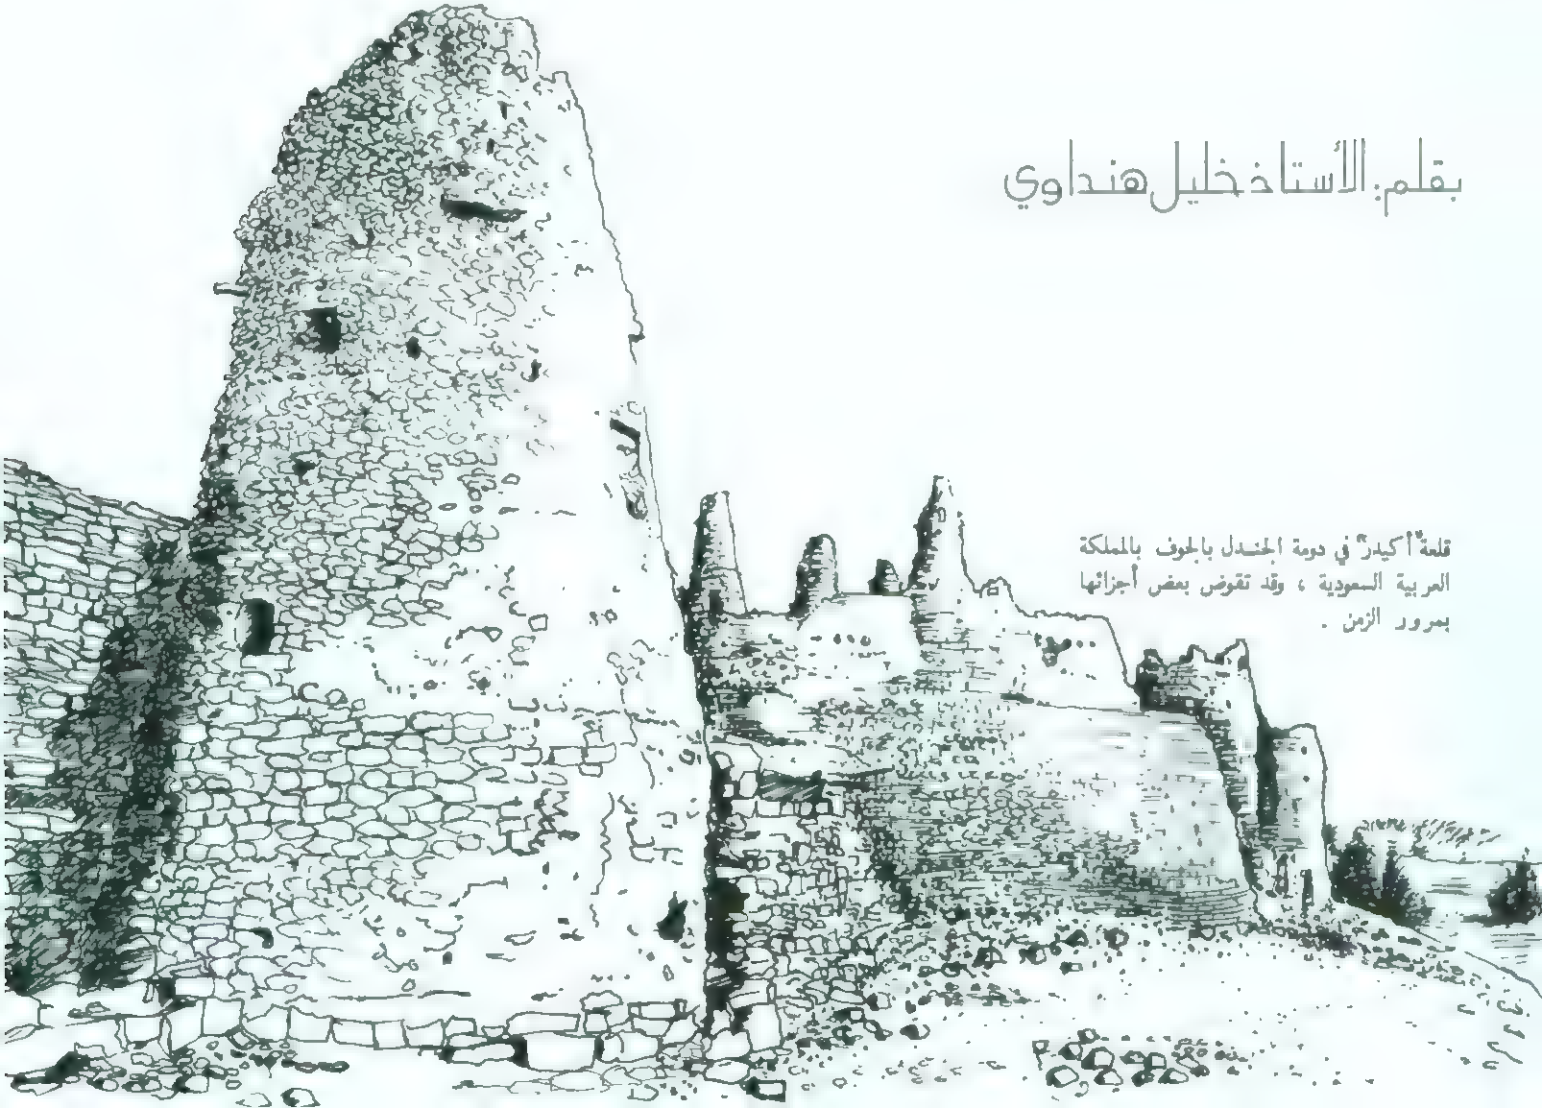 بقلم: الأستاذ خليل هنداوي
قلعة "أكيدر" في دومة الجندل بالجوف بالمملكة
العربية السعودية ، وقد تقوض بعض أجزائها
بمرور الزمن .